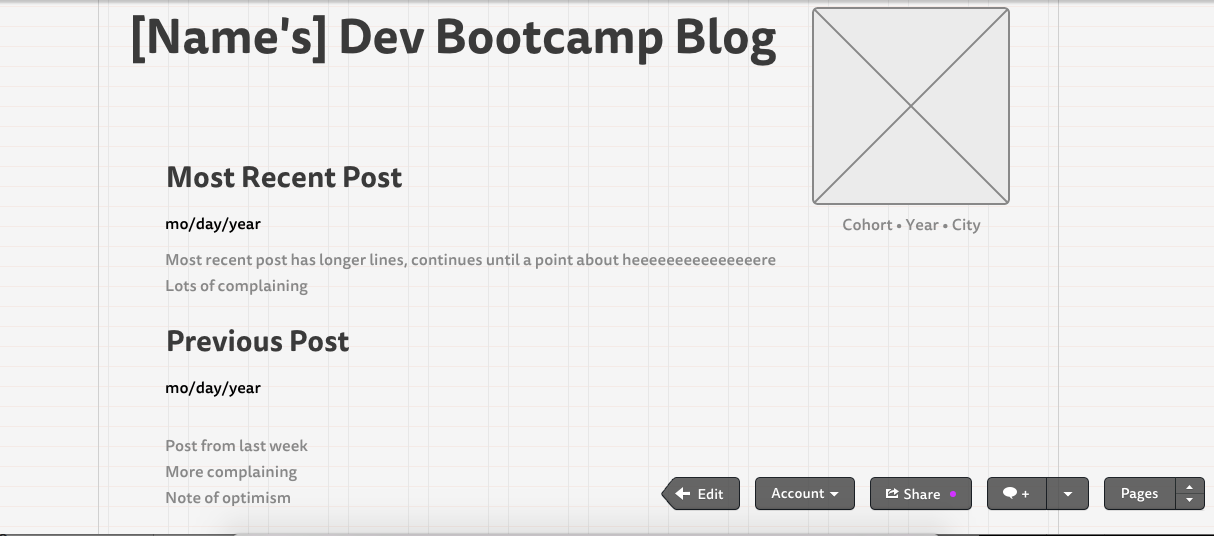 [Name's] Dev Bootcamp Blog
Most Recent Post
mo/day/year
Most recent post has longer lines, continues until a point about heeeeeeeeeeeeeeere
Lots of complaining
Cohort • Year • City
Previous Post
mo/day/year
Post from last week
More complaining
Note of optimism
Edit
Account
Share
+
Pages